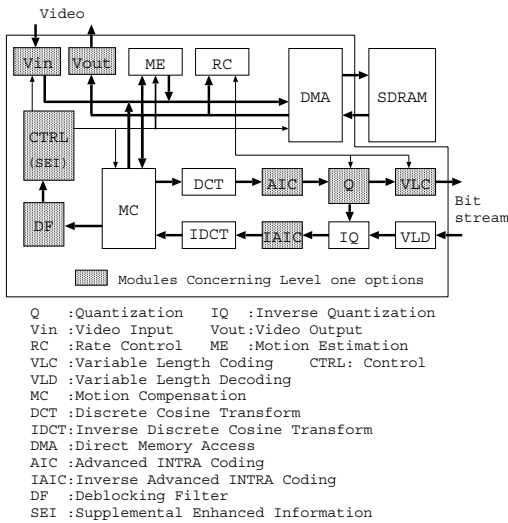 Video
Vin Vout ME RC
DMA SDRAM
CTRL
(SEI)
MC DCT AIC Q VLC
Bit
stream
DF IDCT IAIC IQ VLD
Modules Concerning Level one options
Q :Quantization IQ :Inverse Quantization
Vin :Video Input Vout:Video Output
RC :Rate Control ME :Motion Estimation
VLC :Variable Length Coding CTRL: Control
VLD :Variable Length Decoding
MC :Motion Compensation
DCT :Discrete Cosine Transform
IDCT:Inverse Discrete Cosine Transform
DMA :Direct Memory Access
AIC :Advanced INTRA Coding
IAIC:Inverse Advanced INTRA Coding
DF :Deblocking Filter
SEI :Supplemental Enhanced Information